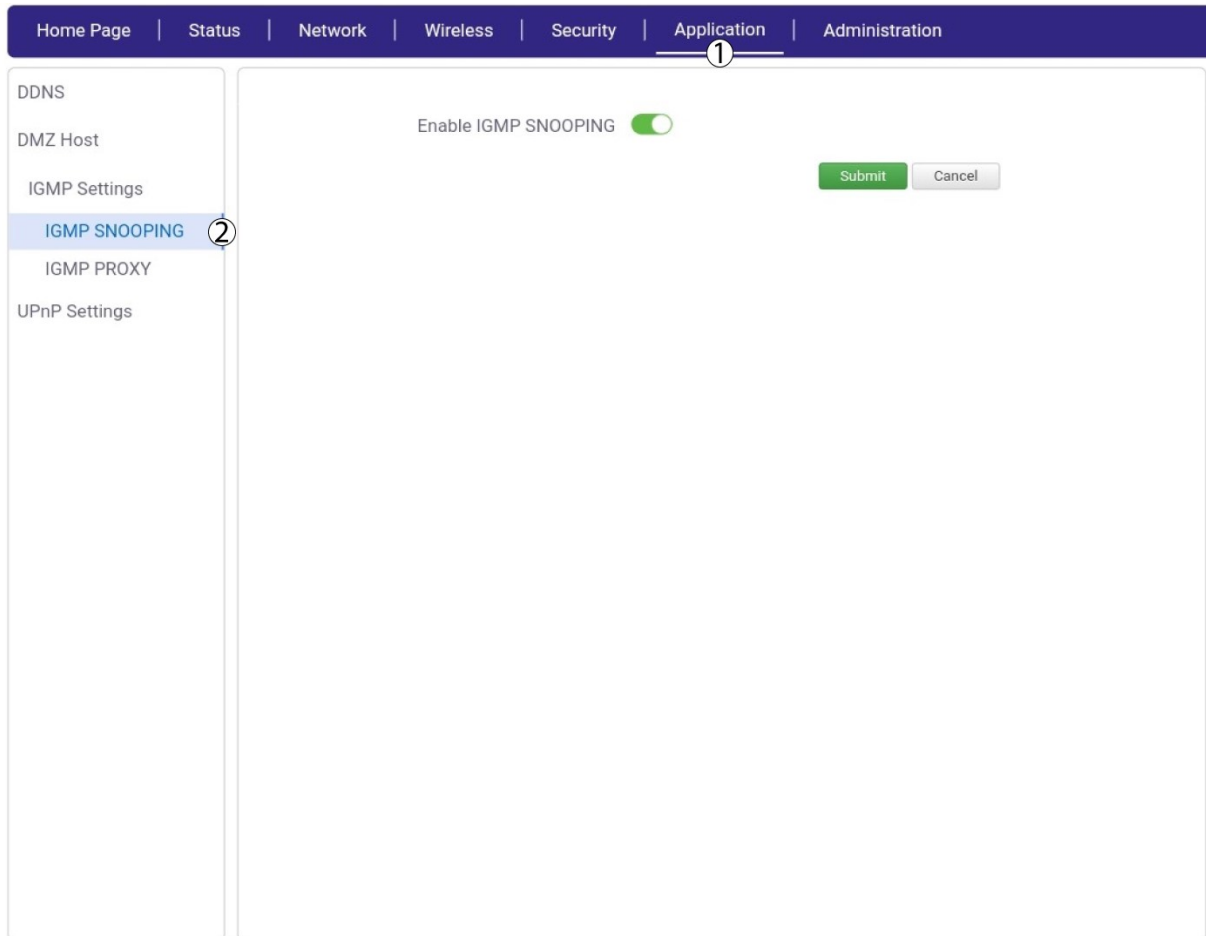 Home Page | Status | Network | Wireless | Security | Application | Administration
①
DDNS
DMZ Host
IGMP Settings
IGMP SNOOPING ②
IGMP PROXY
UPnP Settings
Enable IGMP SNOOPING
Submit Cancel